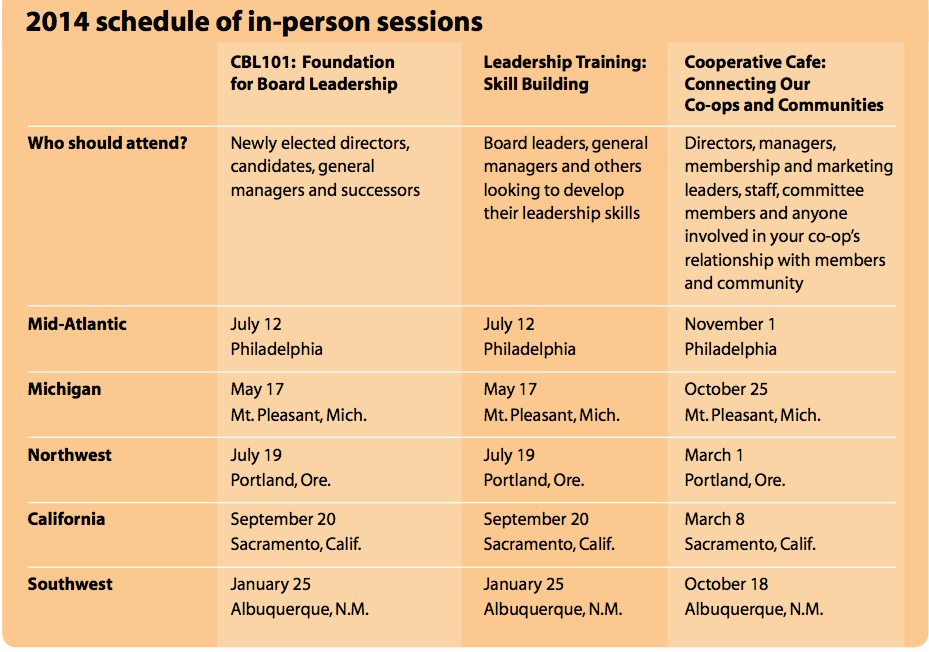 2014 schedule of in-person sessions
CBL101: Foundation
for Board Leadership
Leadership Training:
Skill Building
Cooperative Cafe:
Connecting Our
Co-ops and Communities
Who should attend?
Newly elected directors,
candidates, general
managers and successors
Board leaders, general
managers and others
looking to develop
their leadership skills
Directors, managers,
membership and marketing
leaders, staff, committee
members and anyone
involved in your co-op’s
relationship with members
and community
Mid-Atlantic
July 12
Philadelphia
July 12
Philadelphia
November 1
Philadelphia
Michigan
May 17
Mt. Pleasant, Mich.
May 17
Mt. Pleasant, Mich.
October 25
Mt. Pleasant, Mich.
Northwest
July 19
Portland, Ore.
July 19
Portland, Ore.
March 1
Portland, Ore.
California
September 20
Sacramento, Calif.
September 20
Sacramento, Calif.
March 8
Sacramento, Calif.
Southwest
January 25
Albuquerque, N.M.
January 25
Albuquerque, N.M.
October 18
Albuquerque, N.M.